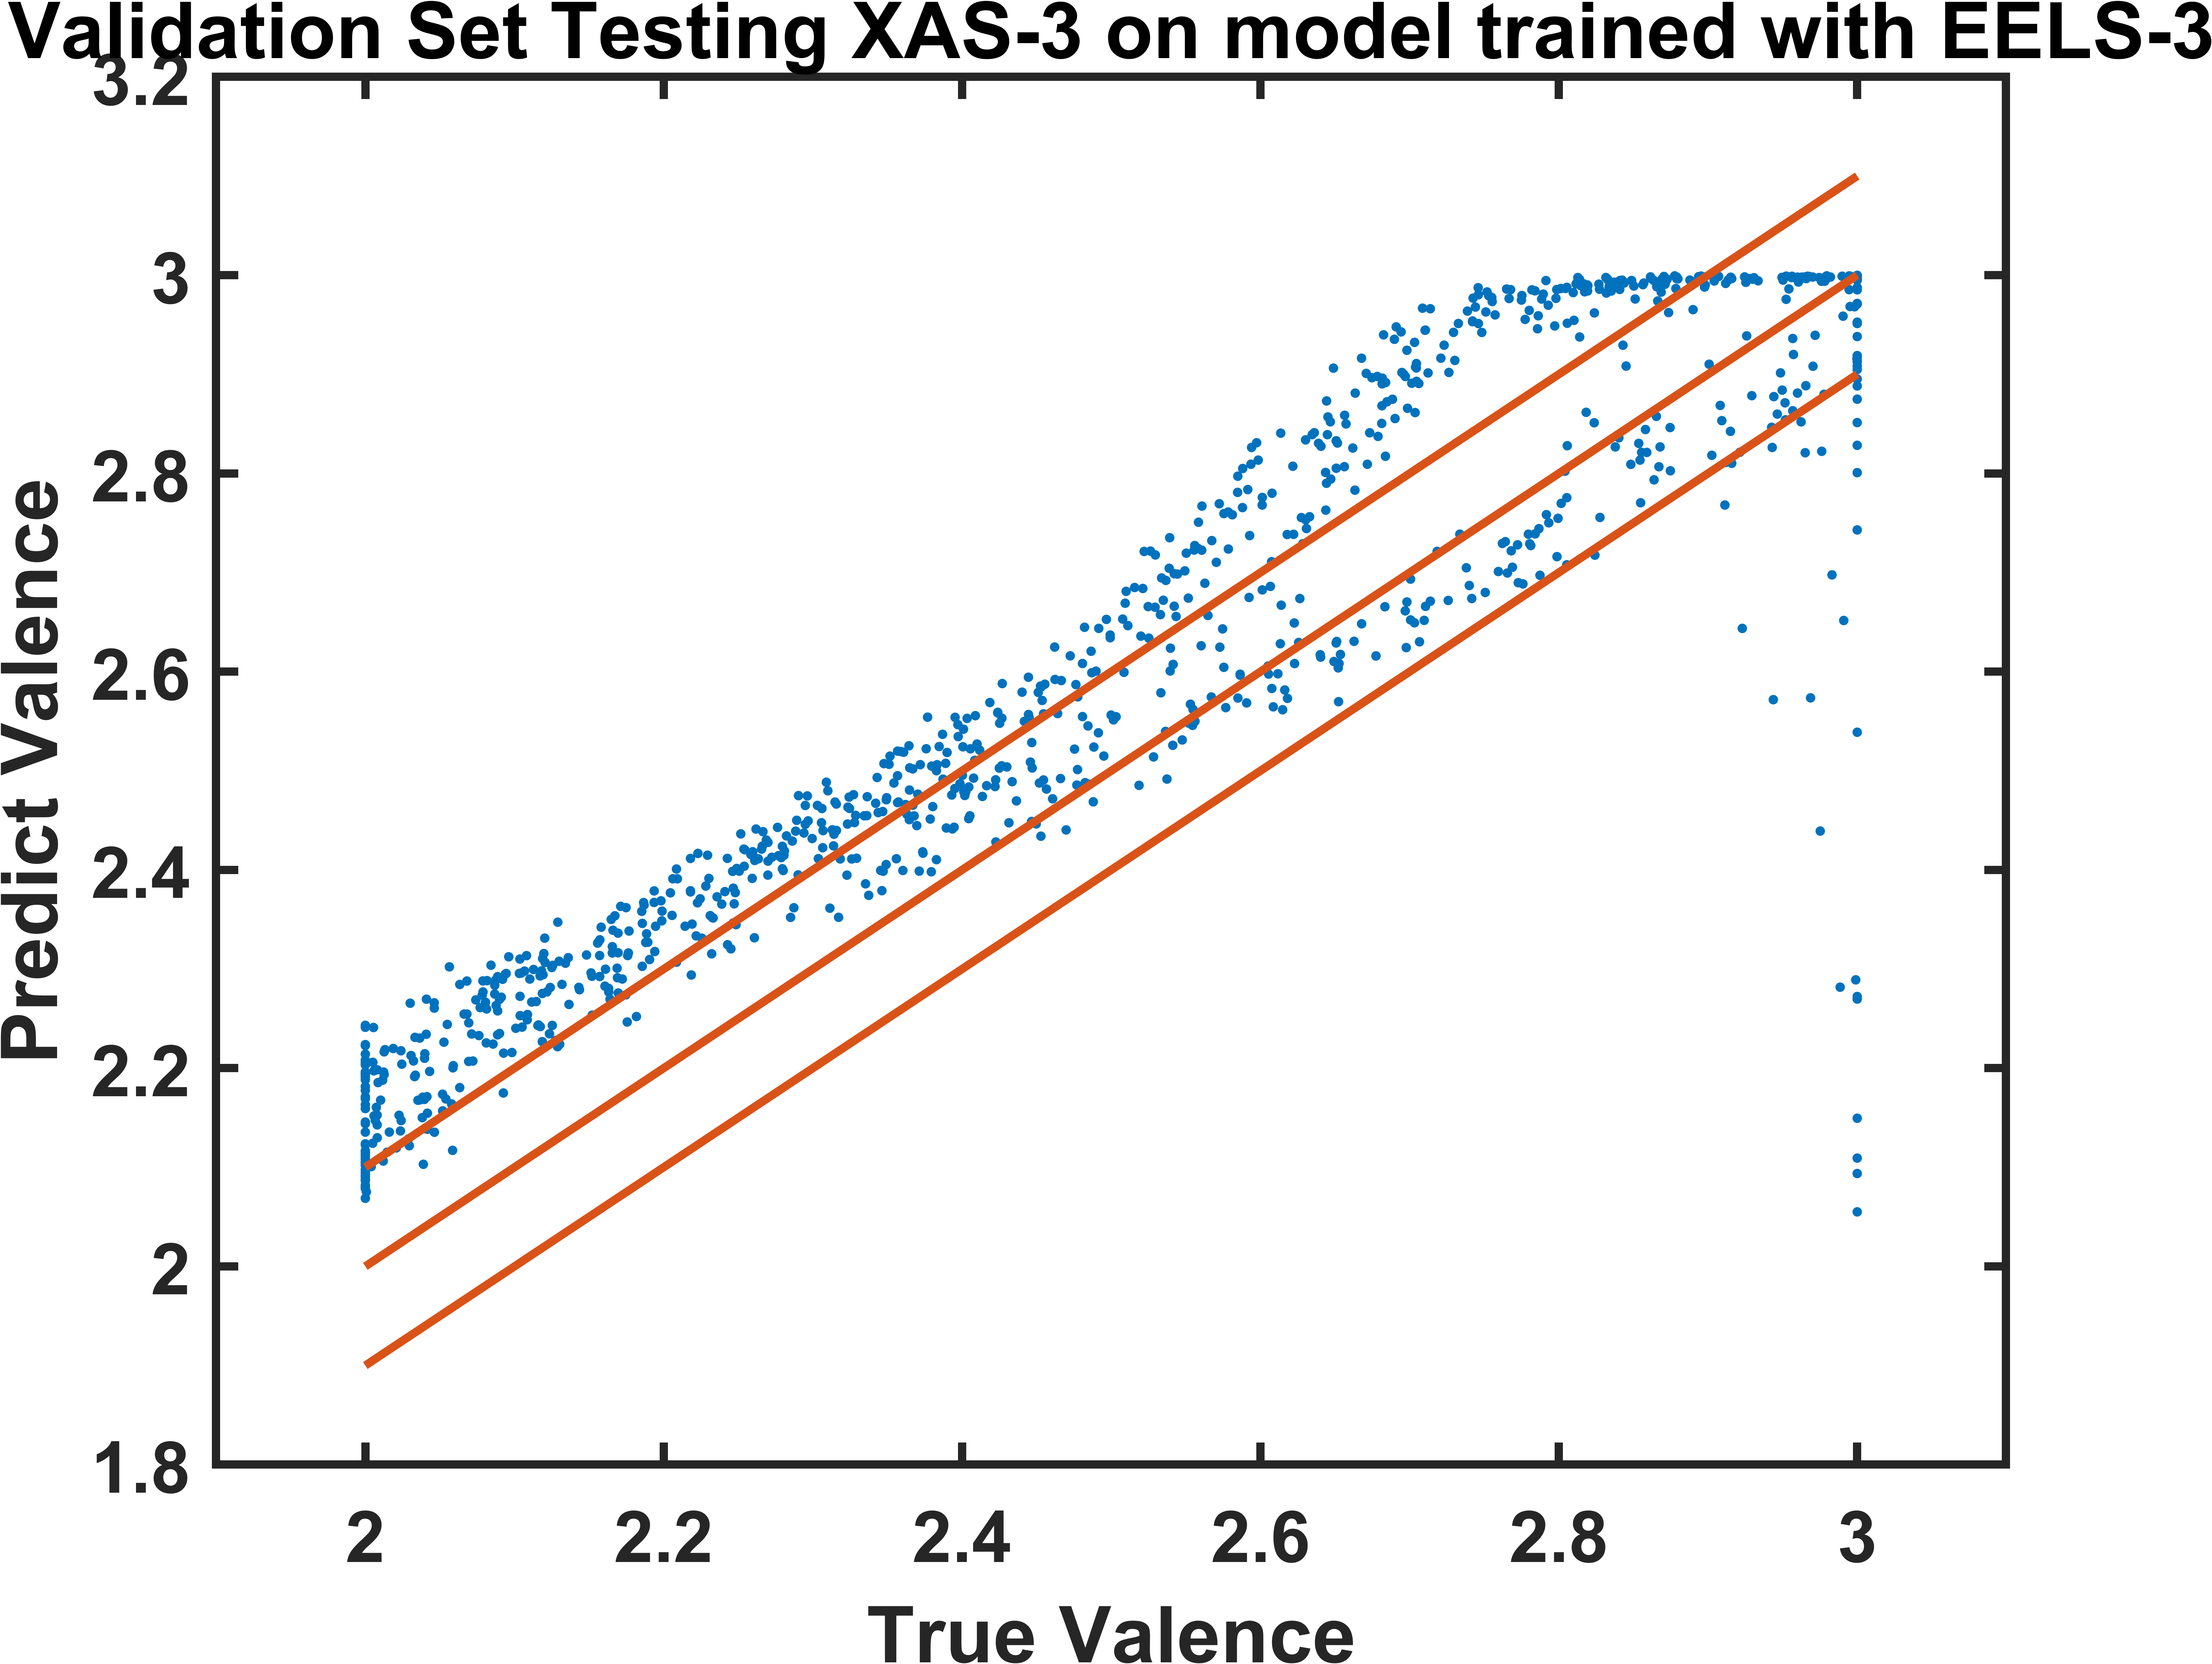 Validation Set Testing XAS-3 on model trained with EELS-3
3.2
3
2.8
2.6
2.4
2.2
2
1.8
Predict Valence
2 2.2 2.4 2.6 2.8 3
True Valence